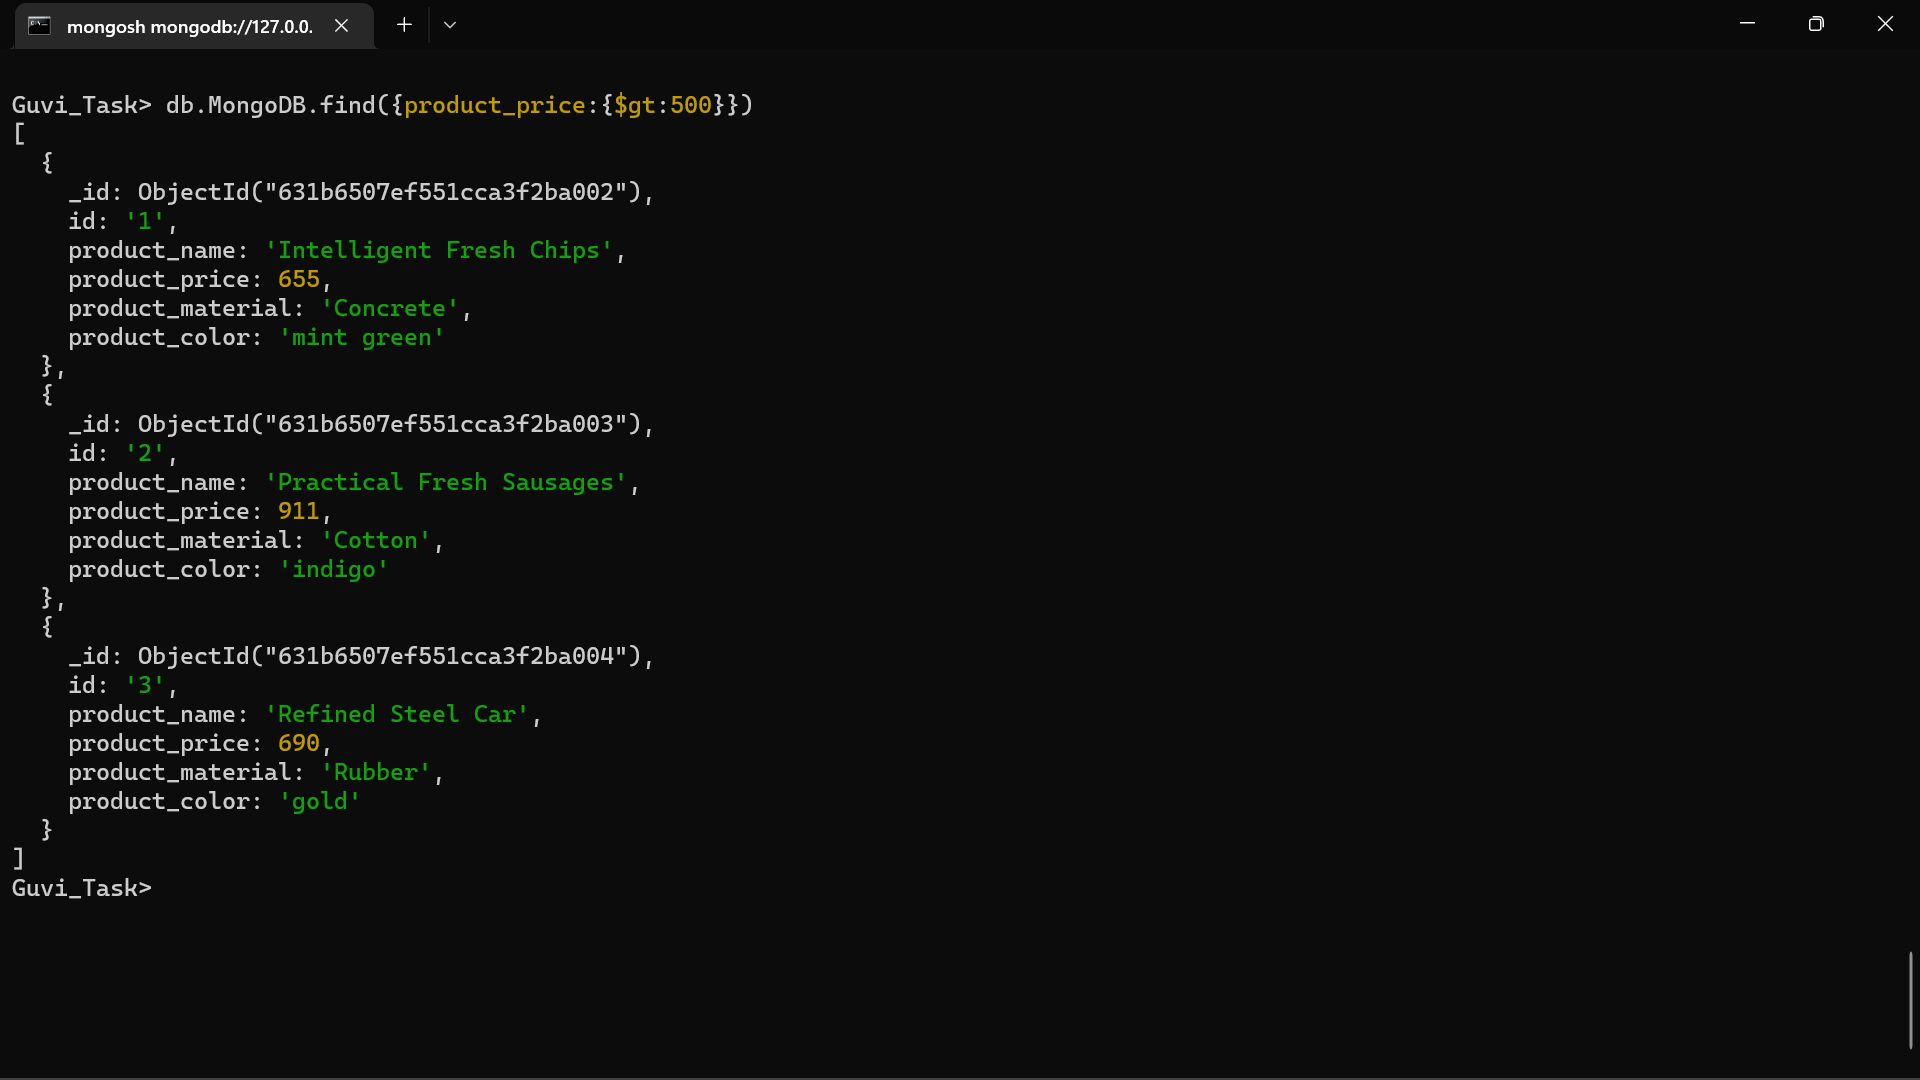 mongosh mongodb://127.0.0.
Guvi_Task> db.MongoDB.find({product_price:{$gt:500}})
[
  {
    _id: ObjectId("631b6507ef551cca3f2ba002"),
    id: '1',
    product_name: 'Intelligent Fresh Chips',
    product_price: 655,
    product_material: 'Concrete',
    product_color: 'mint green'
  },
  {
    _id: ObjectId("631b6507ef551cca3f2ba003"),
    id: '2',
    product_name: 'Practical Fresh Sausages',
    product_price: 911,
    product_material: 'Cotton',
    product_color: 'indigo'
  },
  {
    _id: ObjectId("631b6507ef551cca3f2ba004"),
    id: '3',
    product_name: 'Refined Steel Car',
    product_price: 690,
    product_material: 'Rubber',
    product_color: 'gold'
  }
]
Guvi_Task>